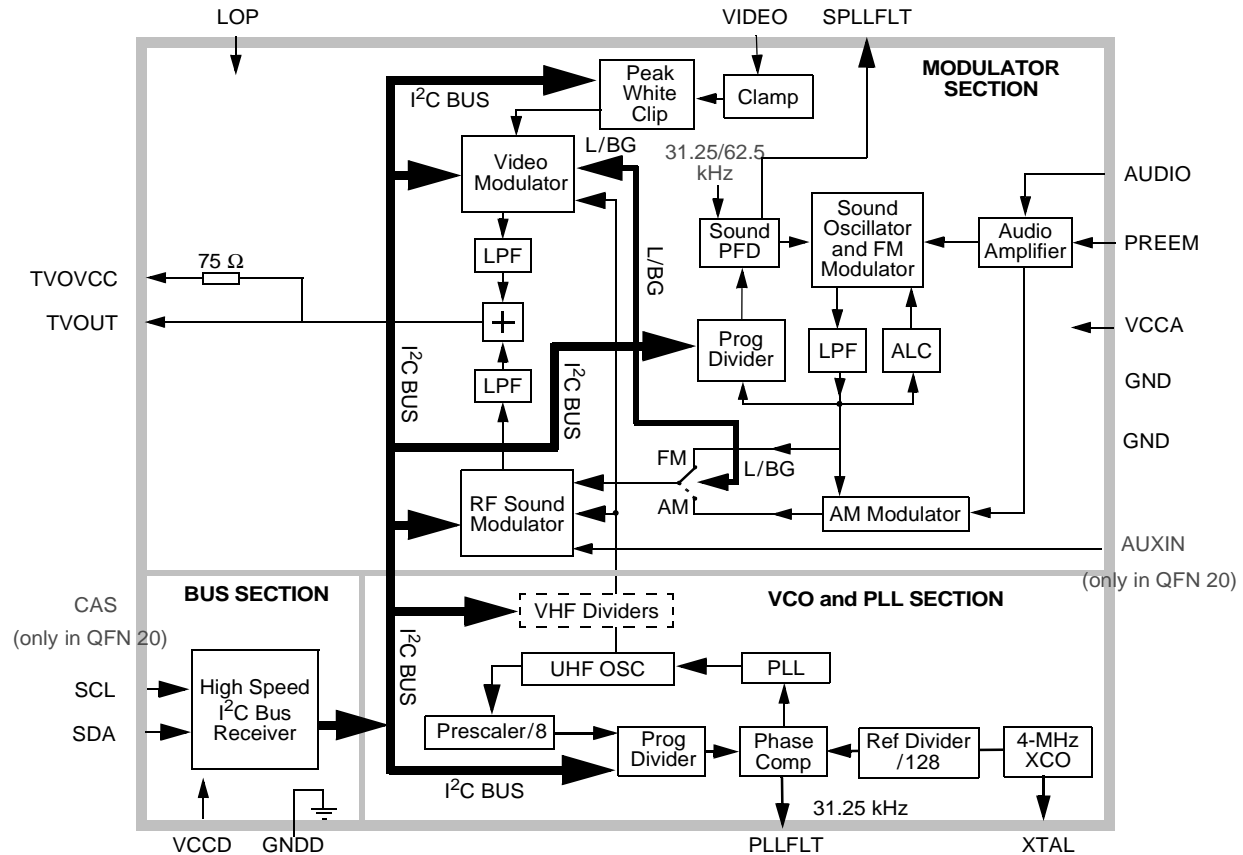 LOP
VIDEO
SPLLFLT
MODULATOR
SECTION
I²C BUS
Peak
White
Clip
Clamp
L/BG
31.25/62.5
kHz
Video
Modulator
AUDIO
Sound
PFD
Sound
Oscillator
and FM
Modulator
Audio
Amplifier
PREEM
LPF
75 Ω
TVOVCC
L/BG
TVOUT
+
VCCA
Prog
Divider
LPF
ALC
I²C BUS
LPF
I²C BUS
GND
GND
FM
L/BG
RF Sound
Modulator
AM
AM Modulator
AUXIN
(only in QFN 20)
BUS SECTION
VCO and PLL SECTION
CAS
(only in QFN 20)
VHF Dividers
I²C BUS
UHF OSC
PLL
SCL
High Speed
I²C Bus
Receiver
SDA
Prescaler/8
Prog
Divider
Phase
Comp
Ref Divider
/128
4-MHz
XCO
I²C BUS
31.25 kHz
VCCD
GNDD
PLLFLT
XTAL